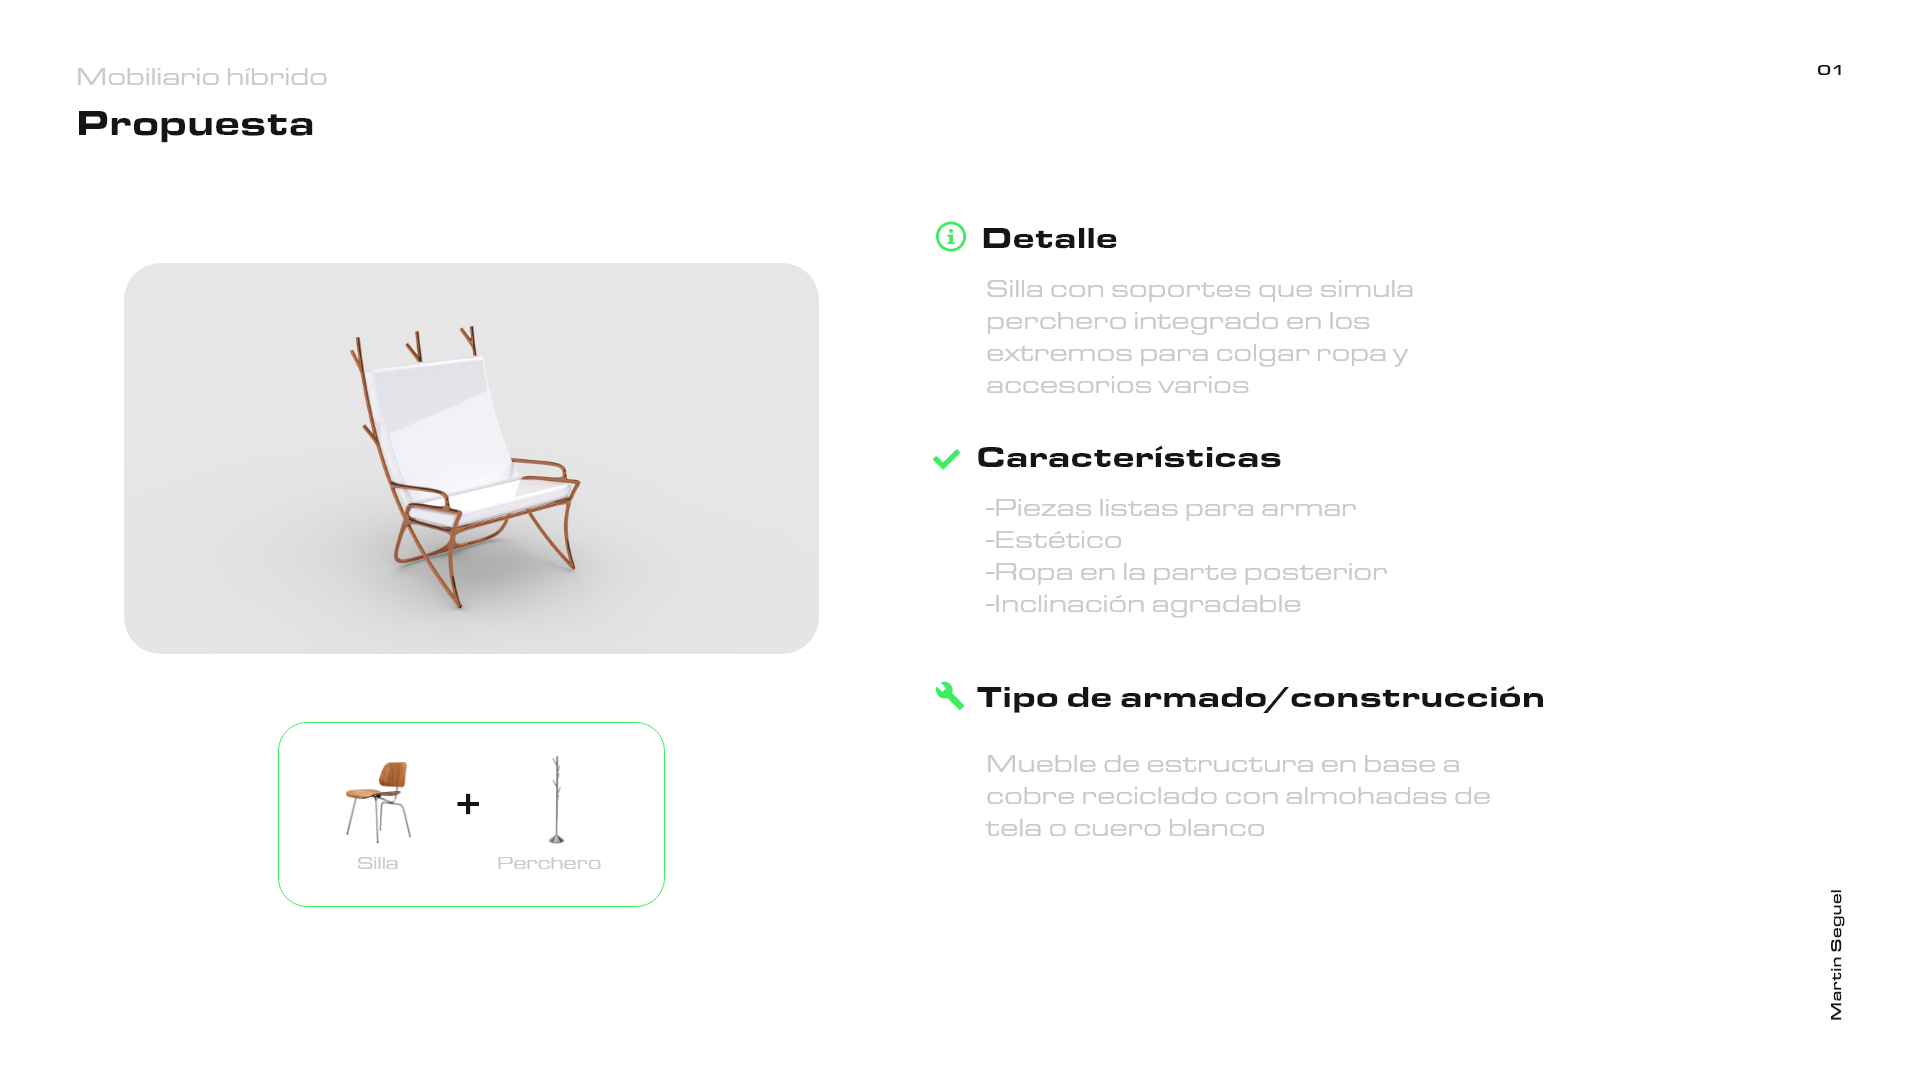 Mobiliario híbrido
Propuesta
01
Detalle
Silla con soportes que simula
perchero integrado en los
extremos para colgar ropa y
accesorios varios
Características
-Piezas listas para armar
-Estético
-Ropa en la parte posterior
-Inclinación agradable
Tipo de armado/construcción
Mueble de estructura en base a
cobre reciclado con almohadas de
tela o cuero blanco
+
Silla
Perchero
Martin Seguel